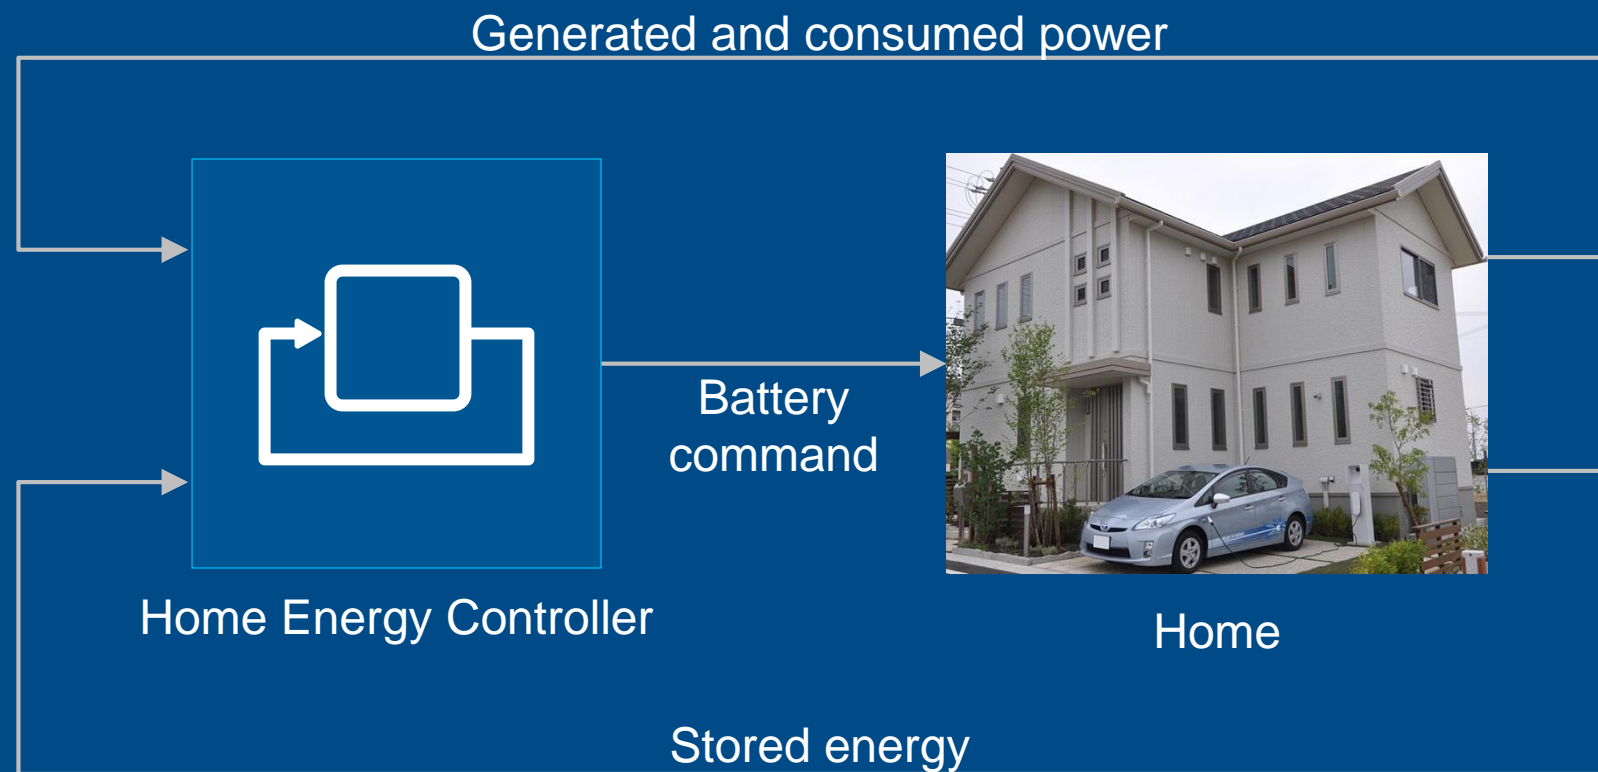 Generated and consumed power
Battery
command
Home Energy Controller
Home
Stored energy